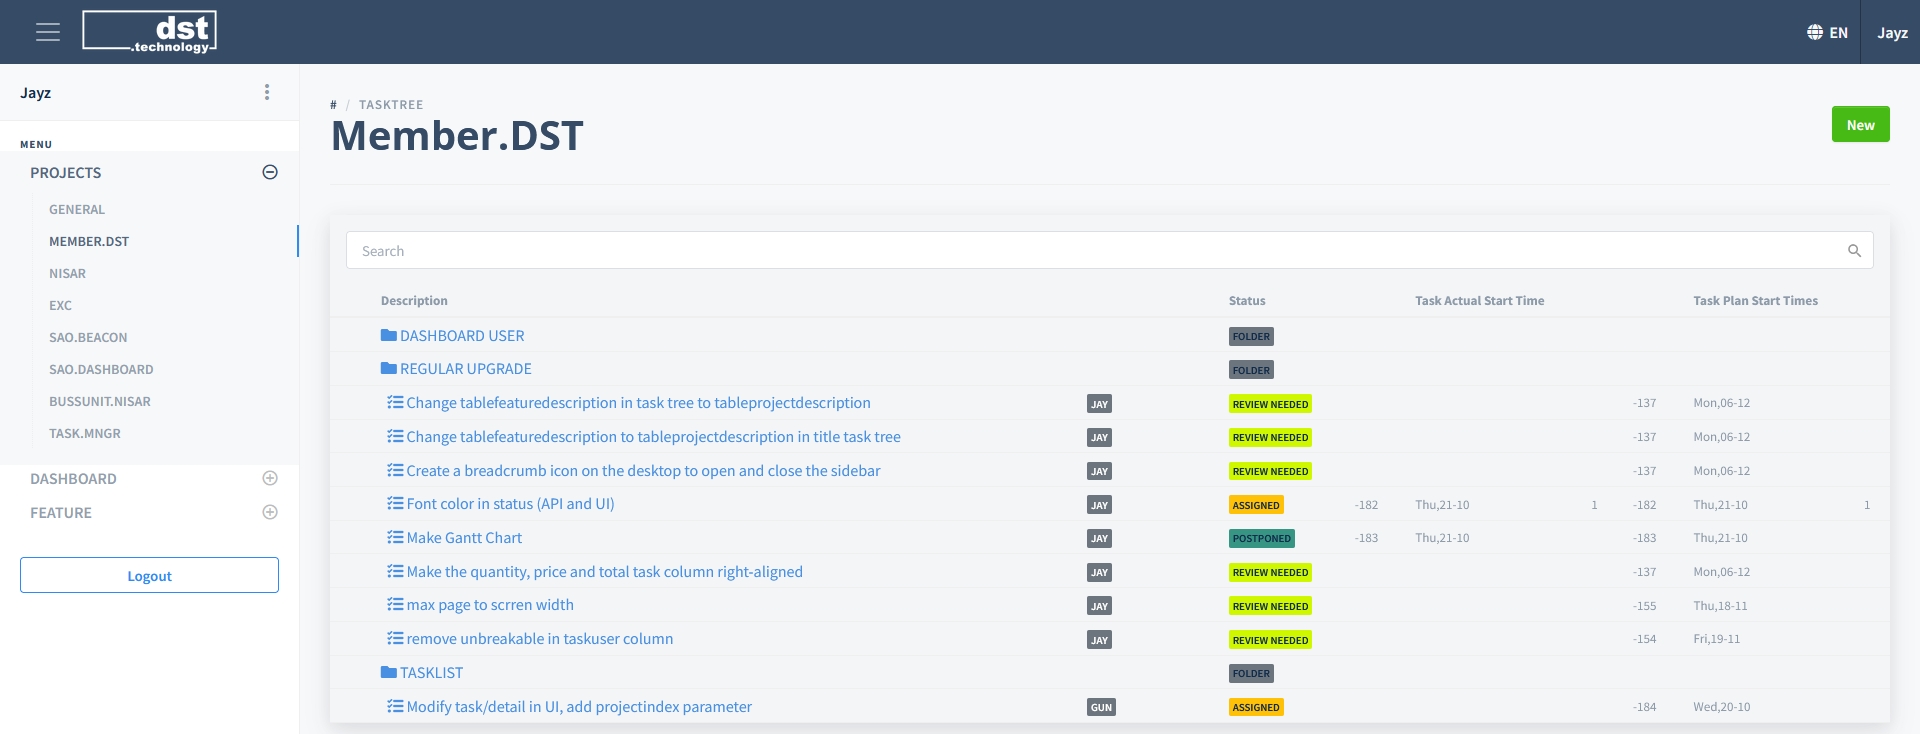 dst
.technology
EN
Jayz
Jayz
MENU
PROJECTS
GENERAL
MEMBER.DST
NISAR
EXC
SAO.BEACON
SAO.DASHBOARD
BUSSUNIT.NISAR
TASK.MNGR
DASHBOARD
FEATURE
Logout
# / TASKTREE
Member.DST
New
Search
Description Status Task Actual Start Time Task Plan Start Times
DASHBOARD USER FOLDER
REGULAR UPGRADE FOLDER
Change tablefeaturedescription in task tree to tableprojectdescription JAY REVIEW NEEDED -137 Mon,06-12
Change tablefeaturedescription to tableprojectdescription in title task tree JAY REVIEW NEEDED -137 Mon,06-12
Create a breadcrumb icon on the desktop to open and close the sidebar JAY REVIEW NEEDED -137 Mon,06-12
Font color in status (API and UI) JAY ASSIGNED -182 Thu,21-10 1 -182 Thu,21-10 1
Make Gantt Chart JAY POSTPONED -183 Thu,21-10 -183 Thu,21-10
Make the quantity, price and total task column right-aligned JAY REVIEW NEEDED -137 Mon,06-12
max page to scrren width JAY REVIEW NEEDED -155 Thu,18-11
remove unbreakable in taskuser column JAY REVIEW NEEDED -154 Fri,19-11
TASKLIST FOLDER
Modify task/detail in UI, add projectindex parameter GUN ASSIGNED -184 Wed,20-10